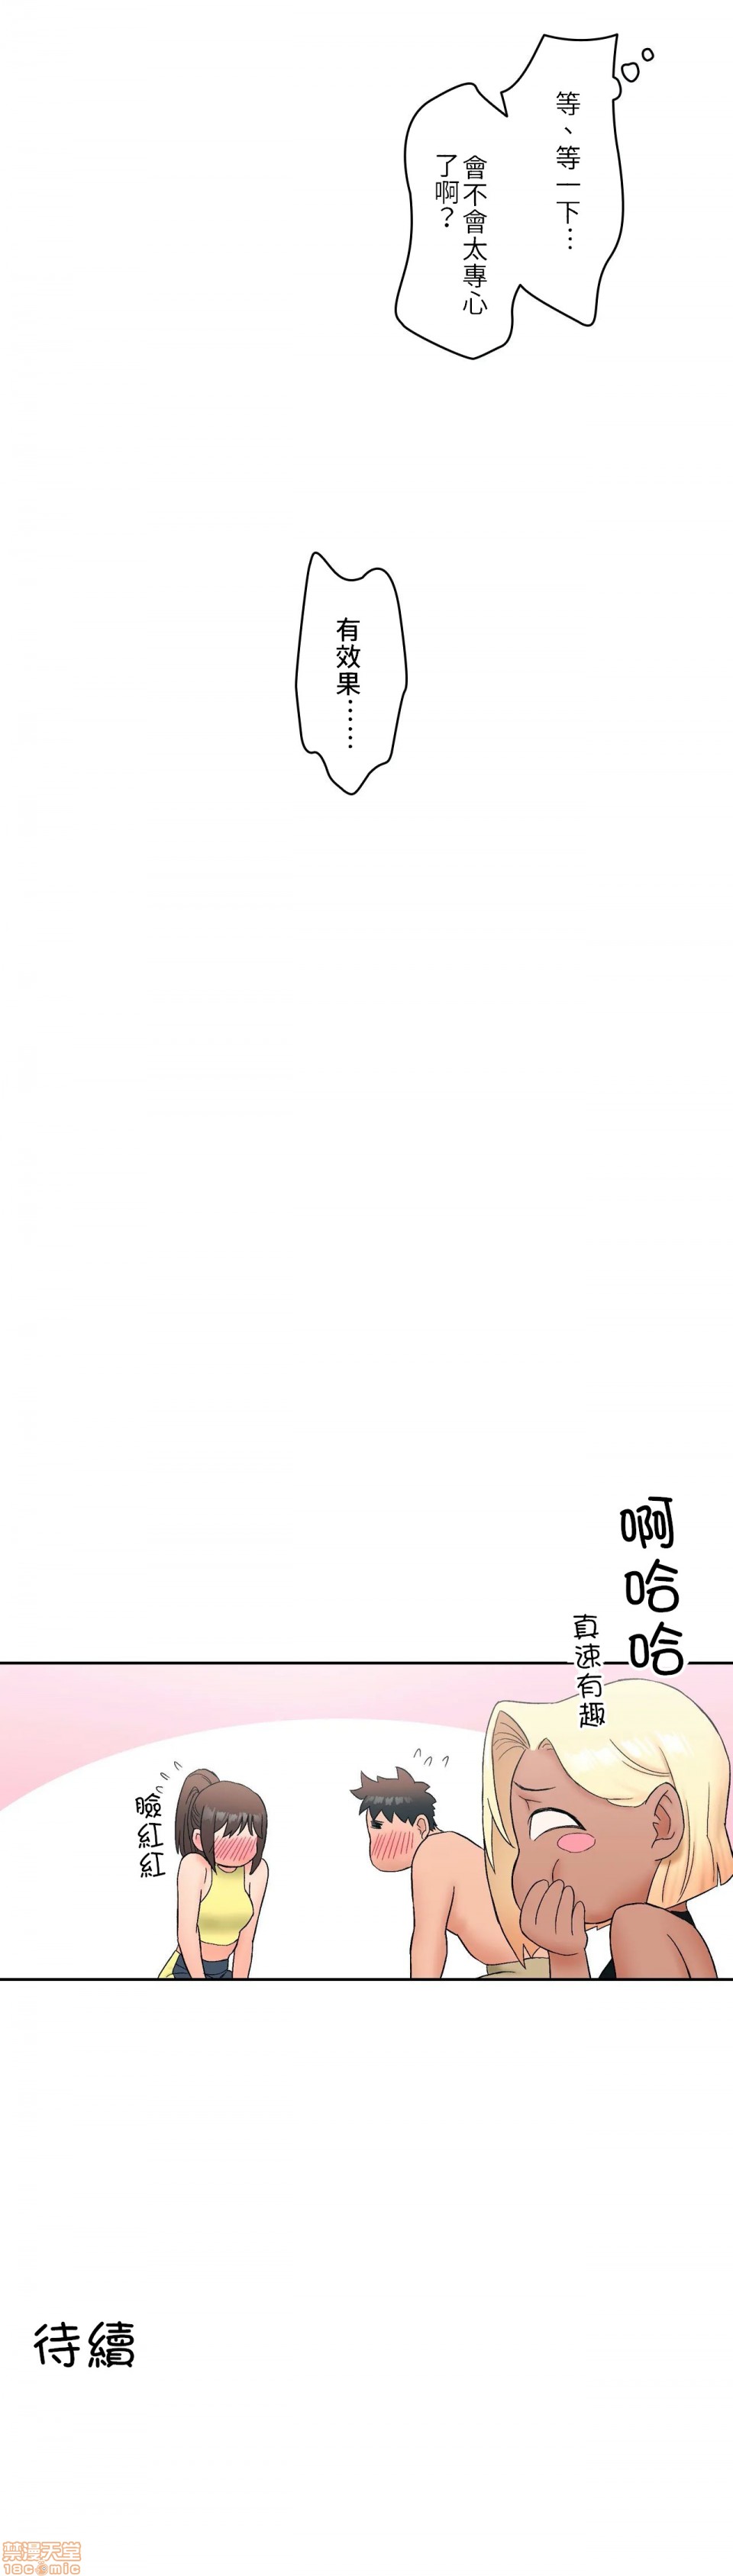 等、等一下…
會不會太專心
了啊？
有效果……
啊哈哈
真速有趣
臉紅紅
待續
禁漫天堂
18comic